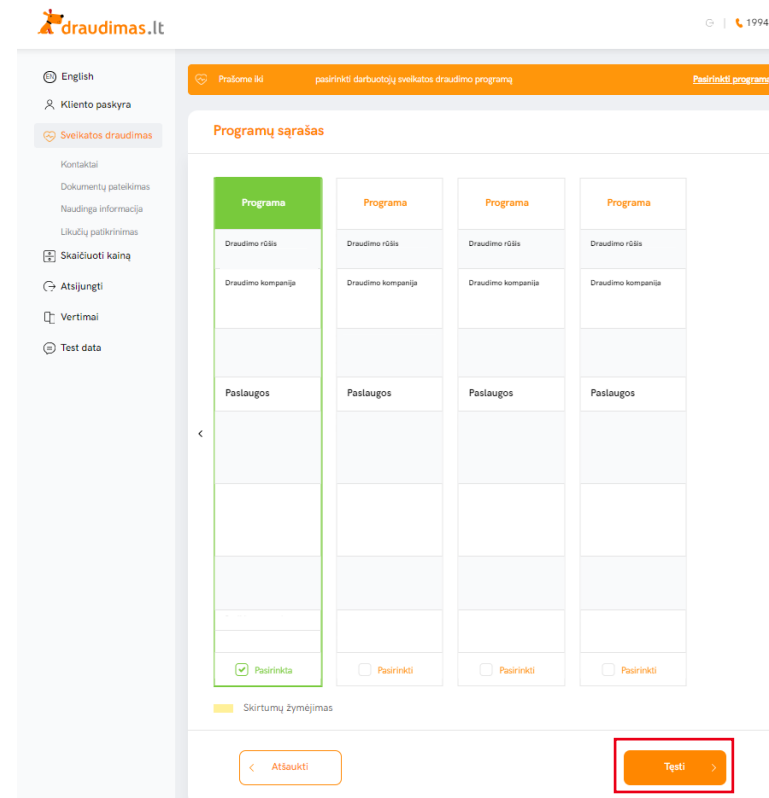 draudimas.lt
1994
English
Kliento paskyra
Sveikatos draudimas
Kontaktai
Dokumentų pateikimas
Naudinga informacija
Likučių patikrinimas
Skaičiuoti kainą
Atsijungti
Vertimai
Test data
Prašome iki pasirinkti darbuotojų sveikatos draudimo programą Pasirinkti programą
Programų sąrašas
Programa Programa Programa Programa
Draudimo rūšis Draudimo rūšis Draudimo rūšis Draudimo rūšis
Draudimo kompanija Draudimo kompanija Draudimo kompanija Draudimo kompanija
Paslaugos Paslaugos Paslaugos Paslaugos
Pasirinkta Pasirinkti Pasirinkti Pasirinkti
Skirtumų žymėjimas
Atšaukti Tęsti